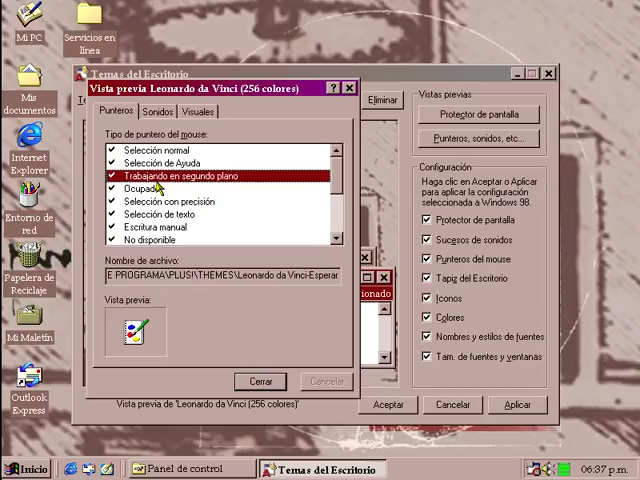 Mi PC
Servicios en
línea
Mis
documentos
Internet
Explorer
Entorno de
red
Papelera de
Reciclaje
Mi Maletín
Outlook
Express
Temas del Escritorio
Eliminar
Vista previa Leonardo da Vinci (256 colores)
Punteros
Sonidos
Visuales
Tipo de puntero del mouse:
Selección normal
Selección de Ayuda
Trabajando en segundo plano
Ocupado
Selección con precisión
Selección de texto
Escritura manual
No disponible
Nombre de archivo:
E PROGRAMA\PLUS!\THEMES\Leonardo da Vinci-Esperar
Vista previa:
Cerrar
Cancelar
cionado
Vistas previas
Protector de pantalla
Punteros, sonidos, etc...
Configuración
Haga clic en Aceptar o Aplicar
para aplicar la configuración
seleccionada a Windows 98.
Protector de pantalla
Sucesos de sonidos
Punteros del mouse
Tapiz del Escritorio
Iconos
Colores
Nombres y estilos de fuentes
Tam. de fuentes y ventanas
Vista previa de 'Leonardo da Vinci (256 colores)'
Aceptar
Cancelar
Aplicar
Inicio
Panel de control
Temas del Escritorio
06:37 p.m.